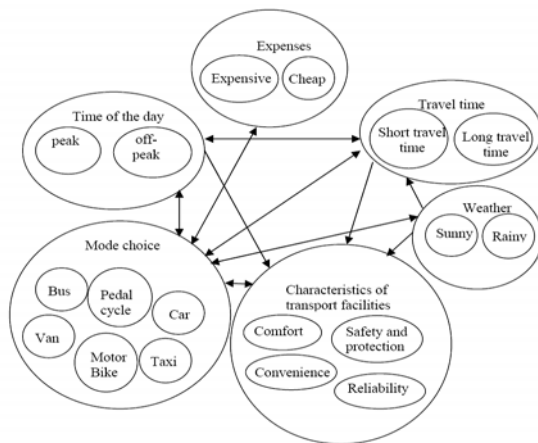 Expenses
Expensive
Cheap
Time of the day
peak
off-
peak
Travel time
Short travel
time
Long travel
time
Weather
Sunny
Rainy
Mode choice
Bus
Pedal
cycle
Car
Van
Motor
Bike
Taxi
Characteristics of
transport facilities
Comfort
Safety and
protection
Convenience
Reliability